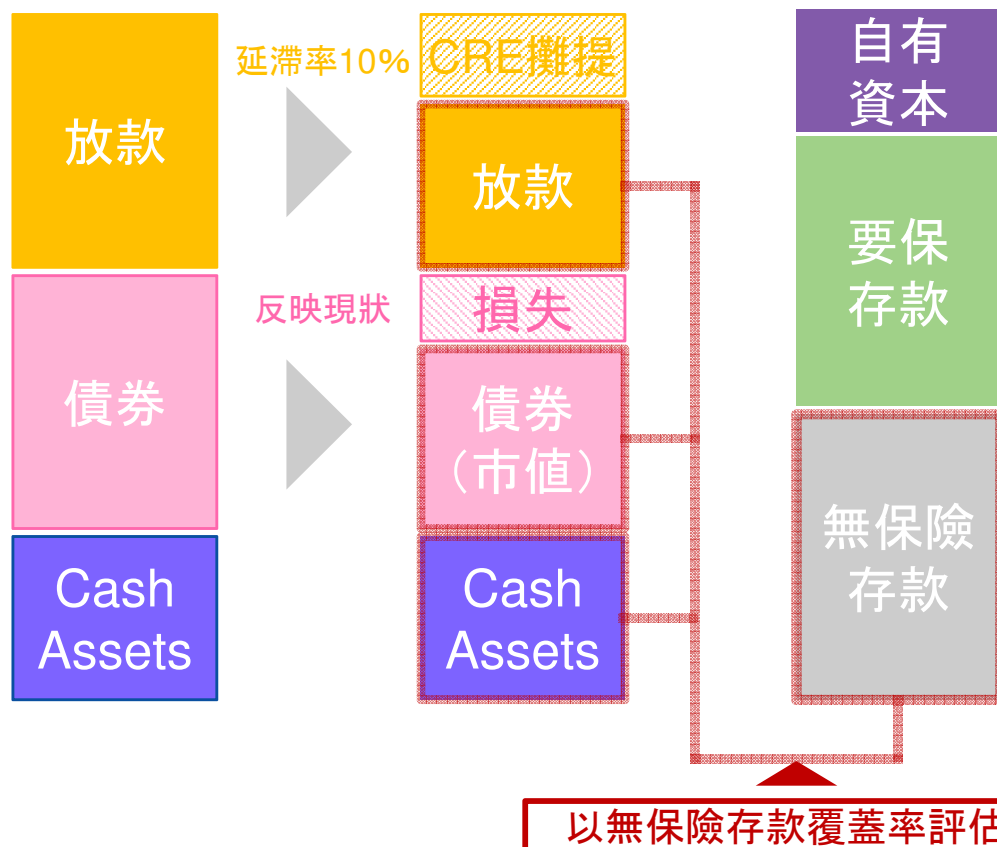 放款
債券
Cash
Assets
延滯率10%
反映現狀
CRE攤提
放款
損失
債券
（市值）
Cash
Assets
自有
資本
要保
存款
無保險
存款
以無保險存款覆蓋率評估